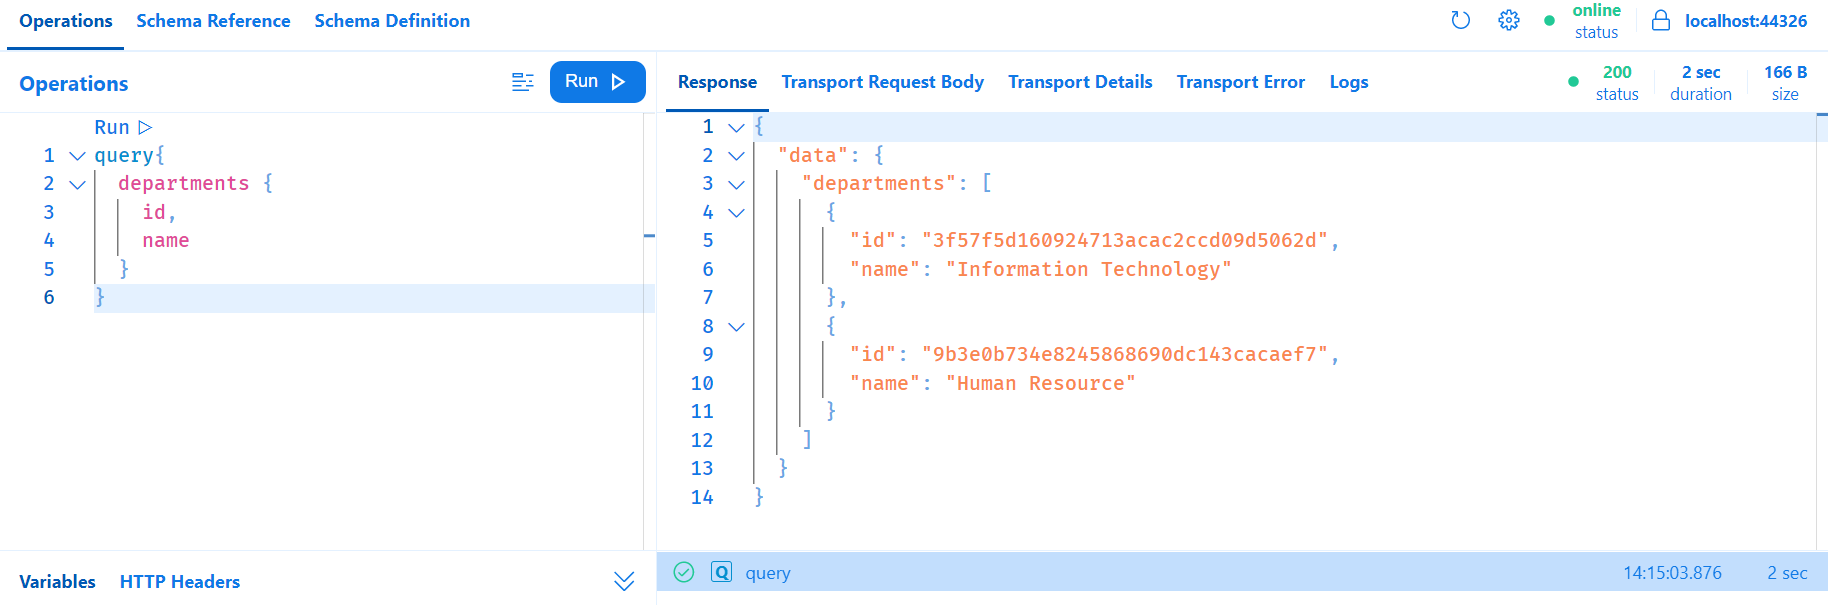 Operations Schema Reference Schema Definition online status localhost:44326
Operations Run
Run
1 query{
2 departments {
3 id,
4 name
5 }
6 }
Variables HTTP Headers
Response Transport Request Body Transport Details Transport Error Logs 200 status 2 sec duration 166 B size
1 {
2 "data": {
3 "departments": [
4 {
5 "id": "3f57f5d160924713acac2ccd09d5062d",
6 "name": "Information Technology"
7 },
8 {
9 "id": "9b3e0b734e8245868690dc143cacaef7",
10 "name": "Human Resource"
11 }
12 ]
13 }
14 }
Q query 14:15:03.876 2 sec